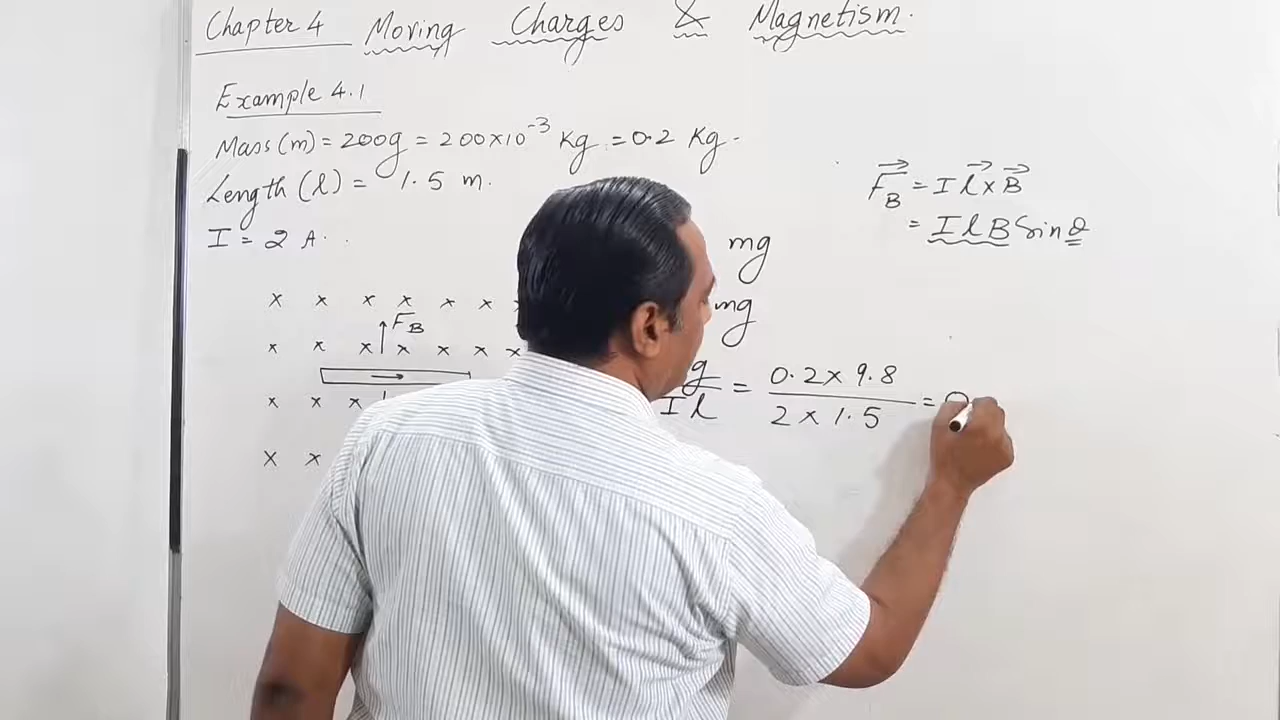 Chapter 4 Moving Charges & Magnetism.
Example 4.1
Mass(m) = 200g = 200×10⁻³ Kg = 0.2 Kg.
Length (l) = 1.5 m.
I = 2 A.
F⃗_B = I l⃗ × B⃗
= I l B Sin θ
mg
mg
x x x x x x
F_B
x x x x x x x
g / I l = 0.2 × 9.8 / 2 × 1.5 =
x x x
x x